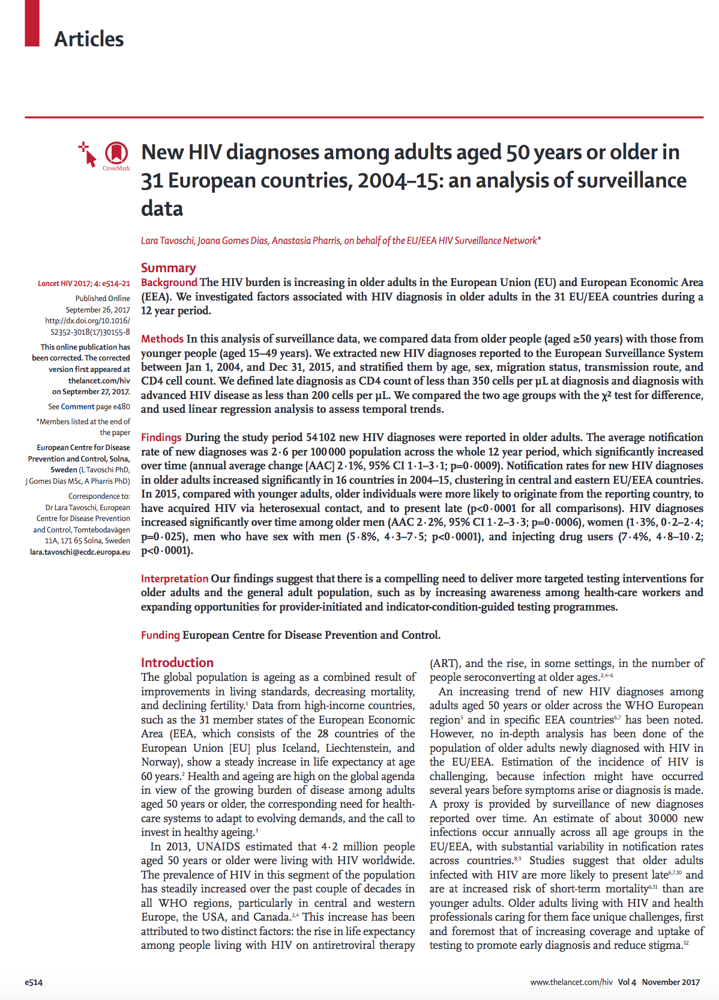 Articles
CrossMark
New HIV diagnoses among adults aged 50 years or older in
31 European countries, 2004–15: an analysis of surveillance
data
Lara Tavoschi, Joana Gomes Dias, Anastasia Pharris, on behalf of the EU/EEA HIV Surveillance Network*
Lancet HIV 2017; 4: e514–21
Published Online
September 26, 2017
http://dx.doi.org/10.1016/
S2352-3018(17)30155-8
This online publication has
been corrected. The corrected
version first appeared at
thelancet.com/hiv
on September 27, 2017.
See Comment page e480
*Members listed at the end of
the paper
European Centre for Disease
Prevention and Control, Solna,
Sweden (L Tavoschi PhD,
J Gomes Dias MSc, A Pharris PhD)
Correspondence to:
Dr Lara Tavoschi, European
Centre for Disease Prevention
and Control, Tomtebodavägen
11A, 171 65 Solna, Sweden
lara.tavoschi@ecdc.europa.eu
Summary
Background The HIV burden is increasing in older adults in the European Union (EU) and European Economic Area
(EEA). We investigated factors associated with HIV diagnosis in older adults in the 31 EU/EEA countries during a
12 year period.
Methods In this analysis of surveillance data, we compared data from older people (aged ≥50 years) with those from
younger people (aged 15–49 years). We extracted new HIV diagnoses reported to the European Surveillance System
between Jan 1, 2004, and Dec 31, 2015, and stratified them by age, sex, migration status, transmission route, and
CD4 cell count. We defined late diagnosis as CD4 count of less than 350 cells per μL at diagnosis and diagnosis with
advanced HIV disease as less than 200 cells per μL. We compared the two age groups with the χ² test for difference,
and used linear regression analysis to assess temporal trends.
Findings During the study period 54 102 new HIV diagnoses were reported in older adults. The average notification
rate of new diagnoses was 2·6 per 100 000 population across the whole 12 year period, which significantly increased
over time (annual average change [AAC] 2·1%, 95% CI 1·1–3·1; p=0·0009). Notification rates for new HIV diagnoses
in older adults increased significantly in 16 countries in 2004–15, clustering in central and eastern EU/EEA countries.
In 2015, compared with younger adults, older individuals were more likely to originate from the reporting country, to
have acquired HIV via heterosexual contact, and to present late (p<0·0001 for all comparisons). HIV diagnoses
increased significantly over time among older men (AAC 2·2%, 95% CI 1·2–3·3; p=0·0006), women (1·3%, 0·2–2·4;
p=0·025), men who have sex with men (5·8%, 4·3–7·5; p<0·0001), and injecting drug users (7·4%, 4·8–10·2;
p<0·0001).
Interpretation Our findings suggest that there is a compelling need to deliver more targeted testing interventions for
older adults and the general adult population, such as by increasing awareness among health-care workers and
expanding opportunities for provider-initiated and indicator-condition-guided testing programmes.
Funding European Centre for Disease Prevention and Control.
Introduction
The global population is ageing as a combined result of
improvements in living standards, decreasing mortality,
and declining fertility.¹ Data from high-income countries,
such as the 31 member states of the European Economic
Area (EEA, which consists of the 28 countries of the
European Union [EU] plus Iceland, Liechtenstein, and
Norway), show a steady increase in life expectancy at age
60 years.² Health and ageing are high on the global agenda
in view of the growing burden of disease among adults
aged 50 years or older, the corresponding need for health-
care systems to adapt to evolving demands, and the call to
invest in healthy ageing.³
In 2013, UNAIDS estimated that 4·2 million people
aged 50 years or older were living with HIV worldwide.
The prevalence of HIV in this segment of the population
has steadily increased over the past couple of decades in
all WHO regions, particularly in central and western
Europe, the USA, and Canada.²,⁴ This increase has been
attributed to two distinct factors: the rise in life expectancy
among people living with HIV on antiretroviral therapy
(ART), and the rise, in some settings, in the number of
people seroconverting at older ages.²,⁴–⁶
An increasing trend of new HIV diagnoses among
adults aged 50 years or older across the WHO European
region⁵ and in specific EEA countries⁶,⁷ has been noted.
However, no in-depth analysis has been done of the
population of older adults newly diagnosed with HIV in
the EU/EEA. Estimation of the incidence of HIV is
challenging, because infection might have occurred
several years before symptoms arise or diagnosis is made.
A proxy is provided by surveillance of new diagnoses
reported over time. An estimate of about 30 000 new
infections occur annually across all age groups in the
EU/EEA, with substantial variability in notification rates
across countries.⁸,⁹ Studies suggest that older adults
infected with HIV are more likely to present late⁶,⁷,¹⁰ and
are at increased risk of short-term mortality⁶,¹¹ than are
younger adults. Older adults living with HIV and health
professionals caring for them face unique challenges, first
and foremost that of increasing coverage and uptake of
testing to promote early diagnosis and reduce stigma.¹²
e514
www.thelancet.com/hiv Vol 4 November 2017